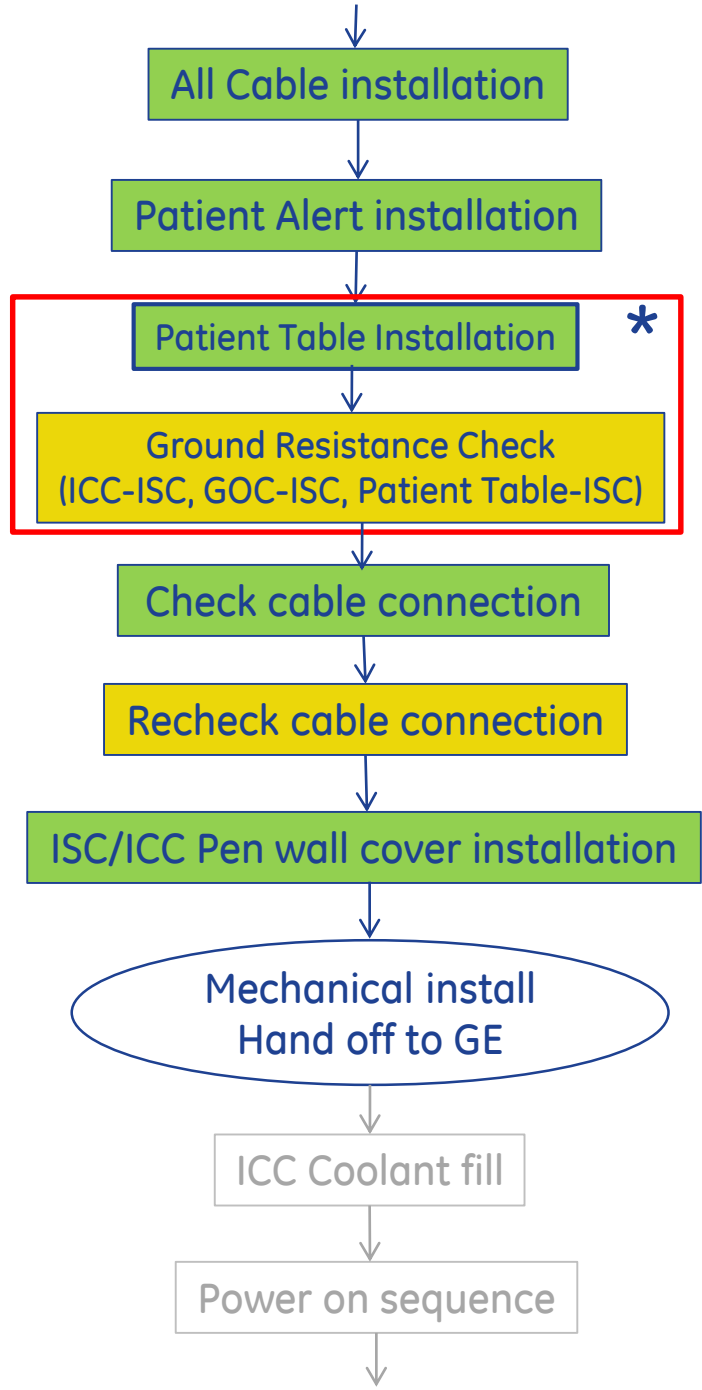 All Cable installation
Patient Alert installation
Patient Table Installation
*
Ground Resistance Check
(ICC-ISC, GOC-ISC, Patient Table-ISC)
Check cable connection
Recheck cable connection
ISC/ICC Pen wall cover installation
Mechanical install
Hand off to GE
ICC Coolant fill
Power on sequence